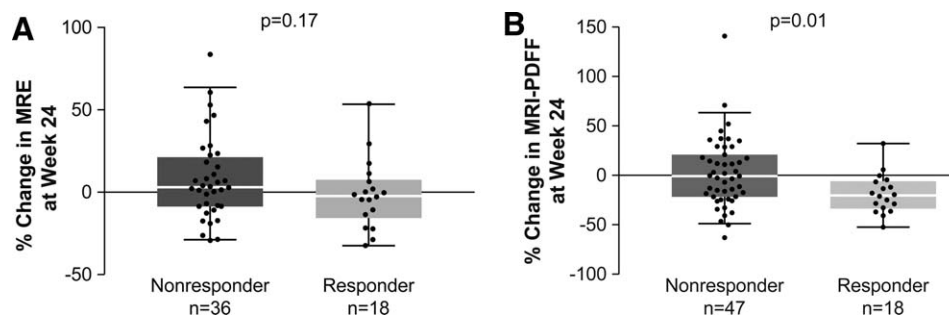 A
p=0.17
% Change in MRE
at Week 24
100
50
0
-50
Nonresponder
n=36
Responder
n=18
B
p=0.01
% Change in MRI-PDFF
at Week 24
150
100
50
0
-50
-100
Nonresponder
n=47
Responder
n=18